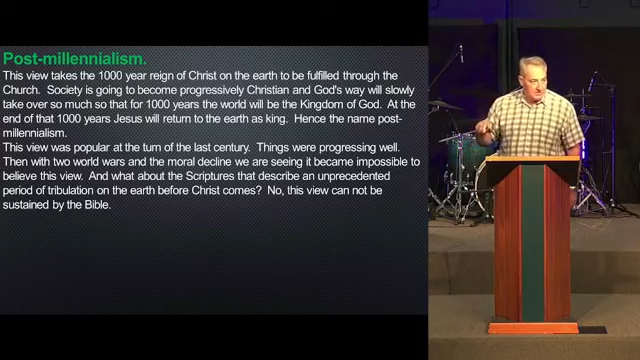 Post-millennialism.
This view takes the 1000 year reign of Christ on the earth to be fulfilled through the
Church.  Society is going to become progressively Christian and God's way will slowly
take over so much so that for 1000 years the world will be the Kingdom of God.  At the
end of that 1000 years Jesus will return to the earth as king.  Hence the name post-
millennialism.
This view was popular at the turn of the last century.  Things were progressing well.
Then with two world wars and the moral decline we are seeing it became impossible to
believe this view.  And what about the Scriptures that describe an unprecedented
period of tribulation on the earth before Christ comes?  No, this view can not be
sustained by the Bible.